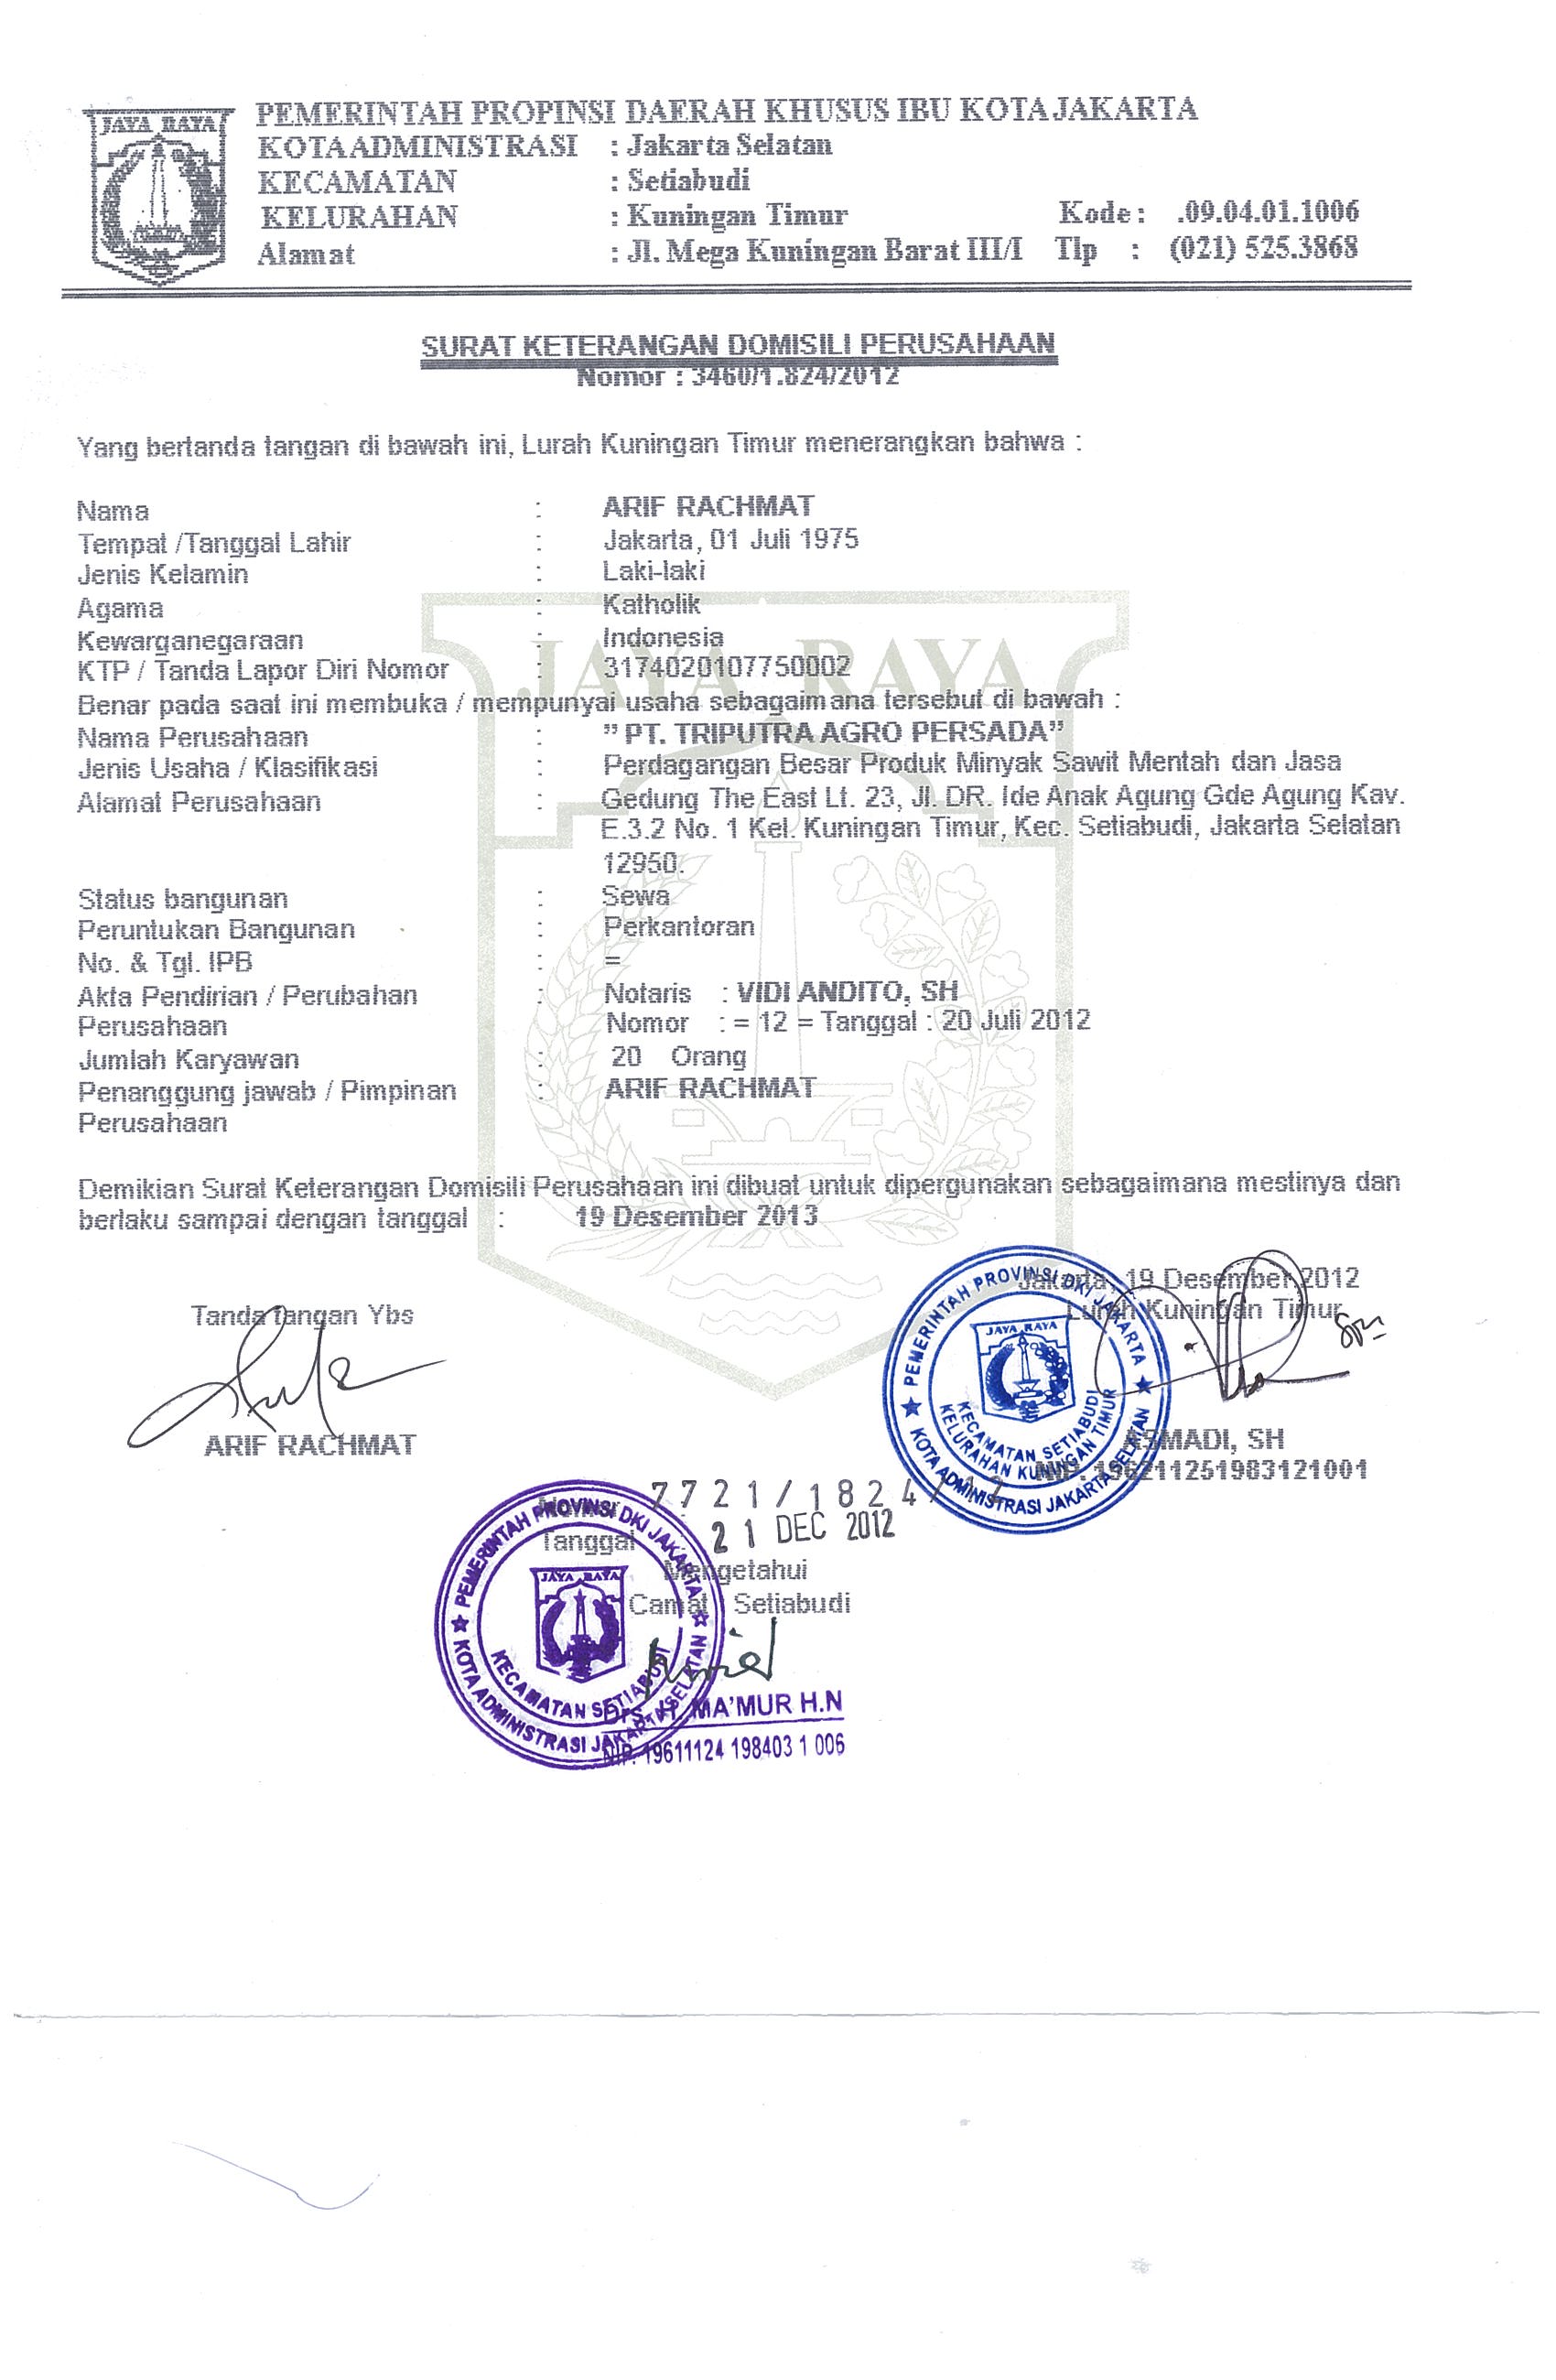 JAYA RAYA
PEMERINTAH PROPINSI DAERAH KHUSUS IBU KOTA JAKARTA
KOTA ADMINISTRASI : Jakarta Selatan
KECAMATAN : Setiabudi
KELURAHAN : Kuningan Timur Kode : .09.04.01.1006
Alamat : Jl. Mega Kuningan Barat III/I Tlp : (021) 525.3868
SURAT KETERANGAN DOMISILI PERUSAHAAN
Nomor : 3460/1.824/2012
Yang bertanda tangan di bawah ini, Lurah Kuningan Timur menerangkan bahwa :
Nama : ARIF RACHMAT
Tempat /Tanggal Lahir : Jakarta, 01 Juli 1975
Jenis Kelamin : Laki-laki
Agama : Katholik
Kewarganegaraan : Indonesia
JAYA RAYA
KTP / Tanda Lapor Diri Nomor : 3174020107750002
Benar pada saat ini membuka / mempunyai usaha sebagaimana tersebut di bawah :
Nama Perusahaan : ” PT. TRIPUTRA AGRO PERSADA”
Jenis Usaha / Klasifikasi : Perdagangan Besar Produk Minyak Sawit Mentah dan Jasa
Alamat Perusahaan : Gedung The East Lt. 23, Jl. DR. Ide Anak Agung Gde Agung Kav.
E.3.2 No. 1 Kel. Kuningan Timur, Kec. Setiabudi, Jakarta Selatan
12950.
Status bangunan : Sewa
Peruntukan Bangunan : Perkantoran
No. & Tgl. IPB : =
Akta Pendirian / Perubahan : Notaris : VIDI ANDITO, SH
Perusahaan Nomor : = 12 = Tanggal : 20 Juli 2012
Jumlah Karyawan : 20 Orang
Penanggung jawab / Pimpinan : ARIF RACHMAT
Perusahaan
Demikian Surat Keterangan Domisili Perusahaan ini dibuat untuk dipergunakan sebagaimana mestinya dan
berlaku sampai dengan tanggal : 19 Desember 2013
Jakarta, 19 Desember 2012
Tanda tangan Ybs Lurah Kuningan Timur
PEMERINTAH PROVINSI DKI JAKARTA
JAYA RAYA
KECAMATAN SETIABUDI
KELURAHAN KUNINGAN TIMUR
KOTA ADMINISTRASI JAKARTA SELATAN
ARIF RACHMAT ASMADI, SH
NIP. 196211251983121001
Nomor 7721/1824/12
Tanggal : 21 DEC 2012
Mengetahui
Camat Setiabudi
PEMERINTAH PROVINSI DKI JAKARTA
JAYA RAYA
KECAMATAN SETIABUDI
KOTA ADMINISTRASI JAKARTA SELATAN
Drs. H. MA'MUR H.N
NIP. 19611124 198403 1 006